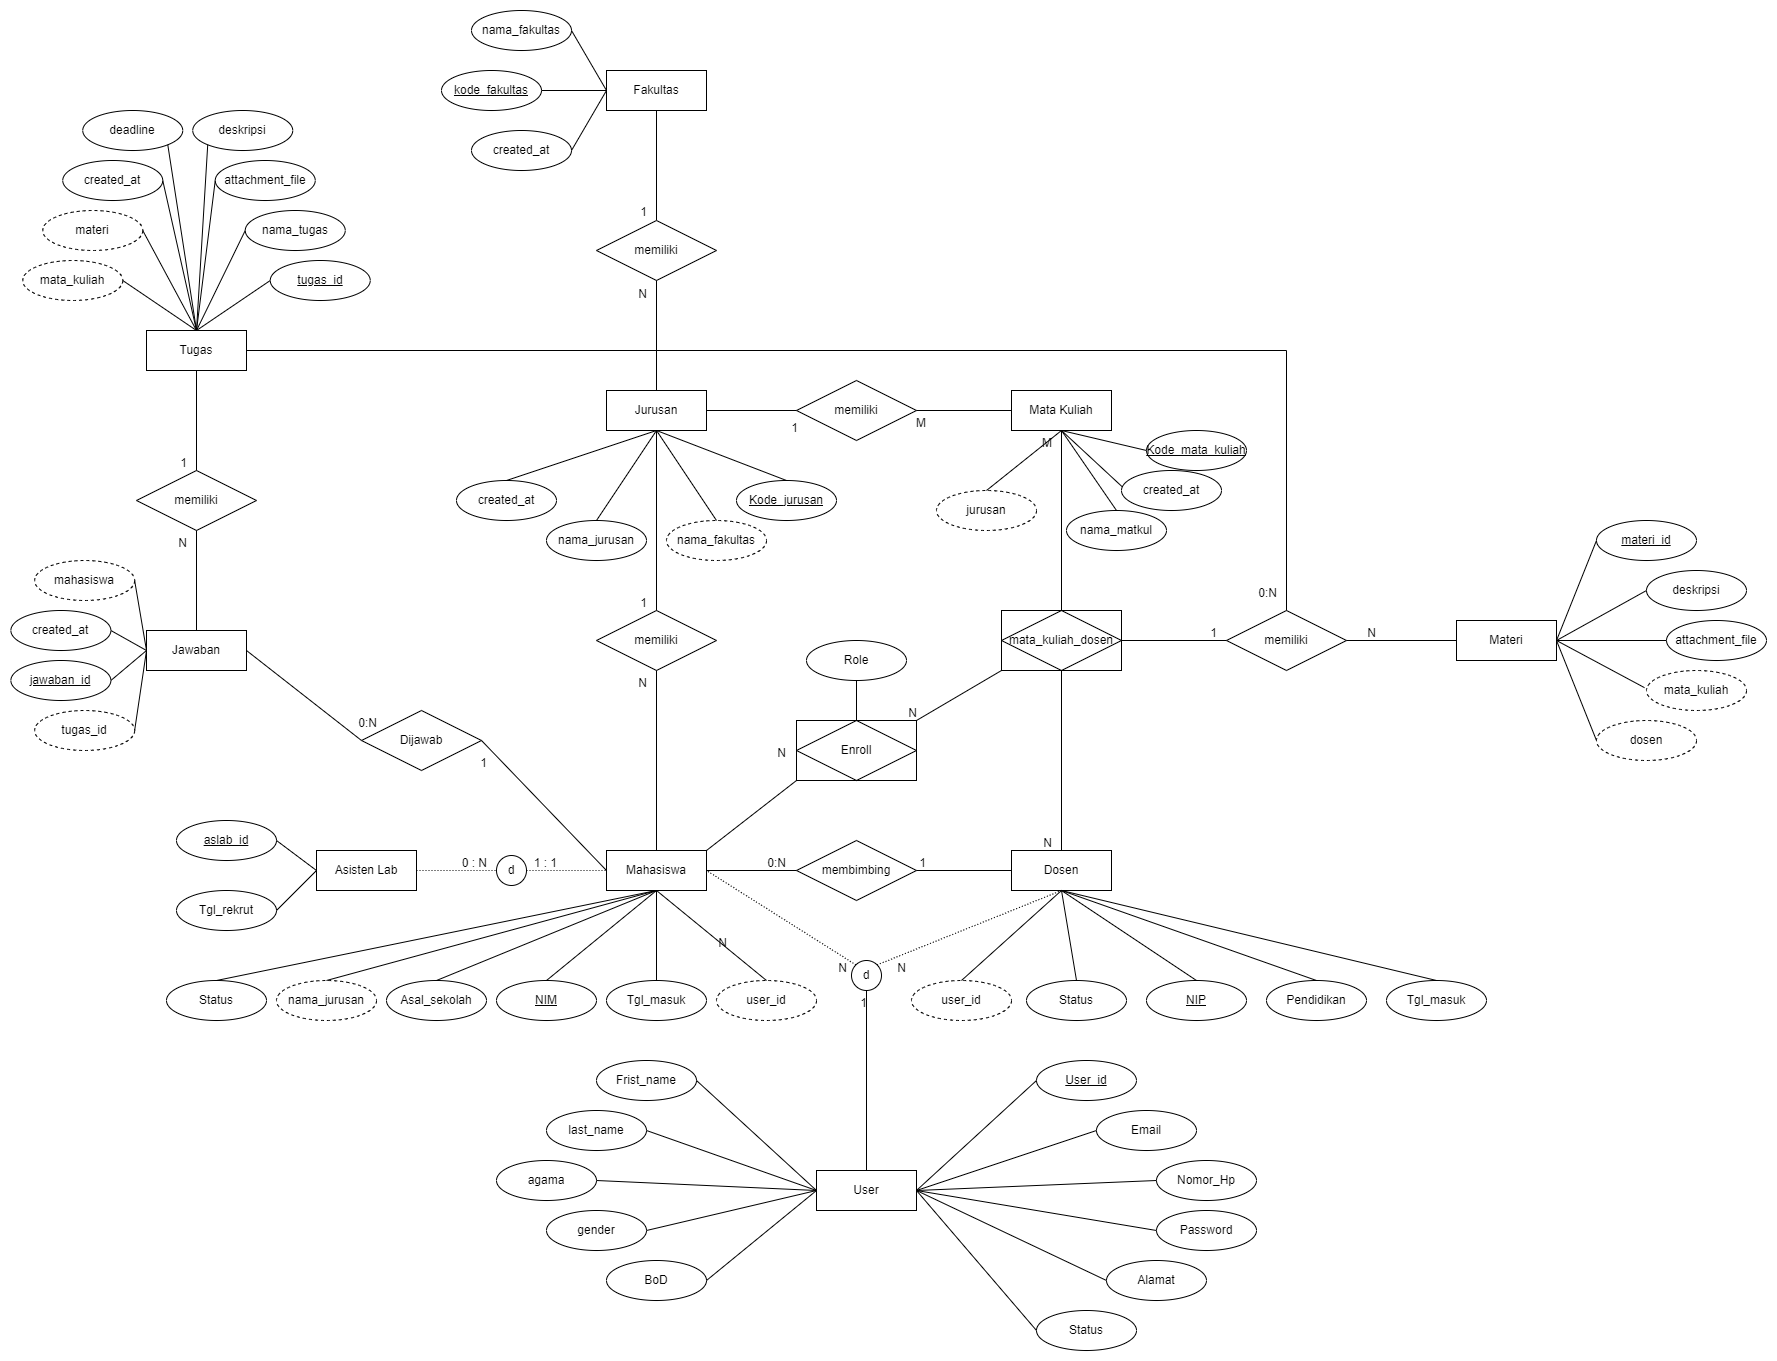 nama_fakultas
kode_fakultas
Fakultas
created_at
deadline
deskripsi
created_at
attachment_file
materi
nama_tugas
mata_kuliah
tugas_id
1
memiliki
N
Tugas
Jurusan
memiliki
1
M
Mata Kuliah
M
Kode_mata_kuliah
created_at
jurusan
nama_matkul
created_at
Kode_jurusan
nama_jurusan
nama_fakultas
1
memiliki
N
materi_id
deskripsi
attachment_file
mata_kuliah
dosen
Materi
0:N
1
memiliki
N
mata_kuliah_dosen
1
memiliki
N
mahasiswa
created_at
Jawaban
jawaban_id
tugas_id
Role
N
N
Enroll
0:N
Dijawab
1
N
aslab_id
Asisten Lab
Tgl_rekrut
0 : N
d
1 : 1
Mahasiswa
0:N
membimbing
1
Dosen
N
N
d
N
1
Status
nama_jurusan
Asal_sekolah
NIM
Tgl_masuk
user_id
user_id
Status
NIP
Pendidikan
Tgl_masuk
Frist_name
last_name
agama
gender
BoD
User
User_id
Email
Nomor_Hp
Password
Alamat
Status